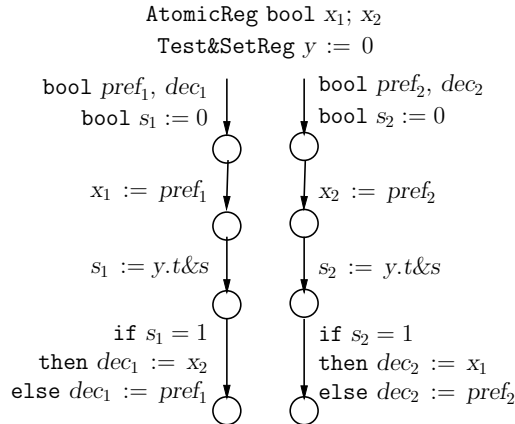 AtomicReg bool x₁; x₂
Test&SetReg y := 0
bool pref₁, dec₁
bool s₁ := 0
bool pref₂, dec₂
bool s₂ := 0
x₁ := pref₁
x₂ := pref₂
s₁ := y.t&s
s₂ := y.t&s
if s₁ = 1
then dec₁ := x₂
else dec₁ := pref₁
if s₂ = 1
then dec₂ := x₁
else dec₂ := pref₂